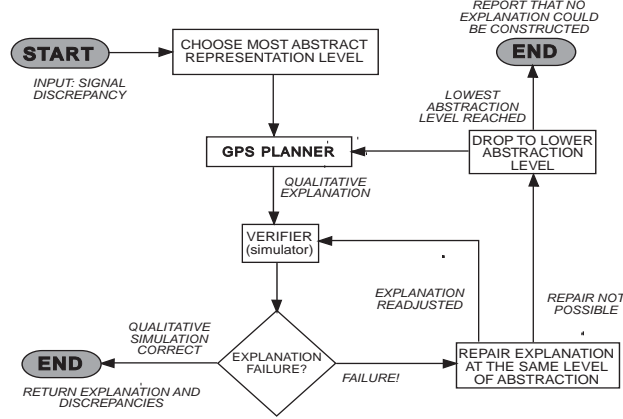 START
INPUT: SIGNAL
DISCREPANCY
CHOOSE MOST ABSTRACT
REPRESENTATION LEVEL
REPORT THAT NO
EXPLANATION COULD
BE CONSTRUCTED
END
LOWEST
ABSTRACTION
LEVEL REACHED
DROP TO LOWER
ABSTRACTION
LEVEL
GPS PLANNER
QUALITATIVE
EXPLANATION
VERIFIER
(simulator)
EXPLANATION
READJUSTED
REPAIR NOT
POSSIBLE
QUALITATIVE
SIMULATION
CORRECT
END
RETURN EXPLANATION AND
DISCREPANCIES
EXPLANATION
FAILURE?
FAILURE!
REPAIR EXPLANATION
AT THE SAME LEVEL
OF ABSTRACTION